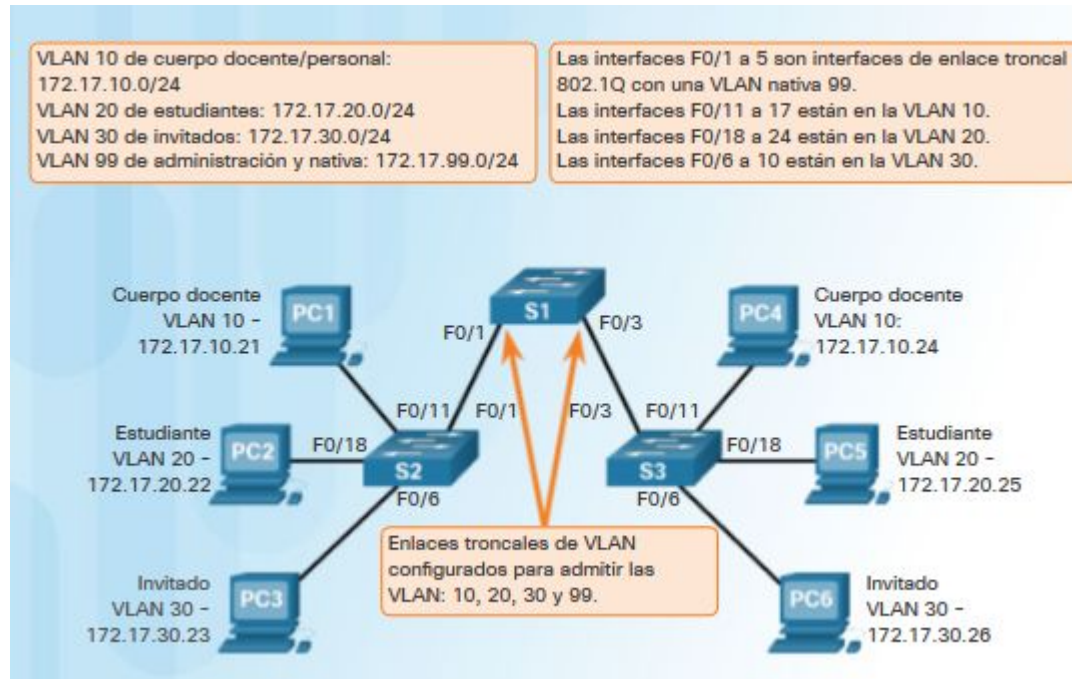 VLAN 10 de cuerpo docente/personal:
172.17.10.0/24
VLAN 20 de estudiantes: 172.17.20.0/24
VLAN 30 de invitados: 172.17.30.0/24
VLAN 99 de administración y nativa: 172.17.99.0/24
Las interfaces F0/1 a 5 son interfaces de enlace troncal
802.1Q con una VLAN nativa 99.
Las interfaces F0/11 a 17 están en la VLAN 10.
Las interfaces F0/18 a 24 están en la VLAN 20.
Las interfaces F0/6 a 10 están en la VLAN 30.
Cuerpo docente
VLAN 10 -
172.17.10.21
PC1
S1
F0/1
F0/3
PC4
Cuerpo docente
VLAN 10:
172.17.10.24
F0/11
F0/1
F0/3
F0/11
Estudiante
VLAN 20 -
172.17.20.22
PC2
F0/18
S2
F0/6
S3
F0/6
F0/18
PC5
Estudiante
VLAN 20 -
172.17.20.25
Enlaces troncales de VLAN
configurados para admitir las
VLAN: 10, 20, 30 y 99.
Invitado
VLAN 30 -
172.17.30.23
PC3
PC6
Invitado
VLAN 30 -
172.17.30.26